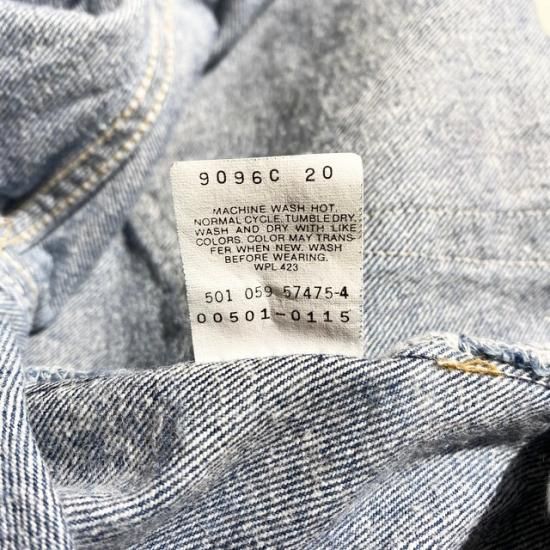 9096C 20
MACHINE WASH HOT,
NORMAL CYCLE, TUMBLE DRY.
WASH AND DRY WITH LIKE
COLORS. COLOR MAY TRANS-
FER WHEN NEW. WASH
BEFORE WEARING.
WPL 423
501 059 57475-4
00501-0115